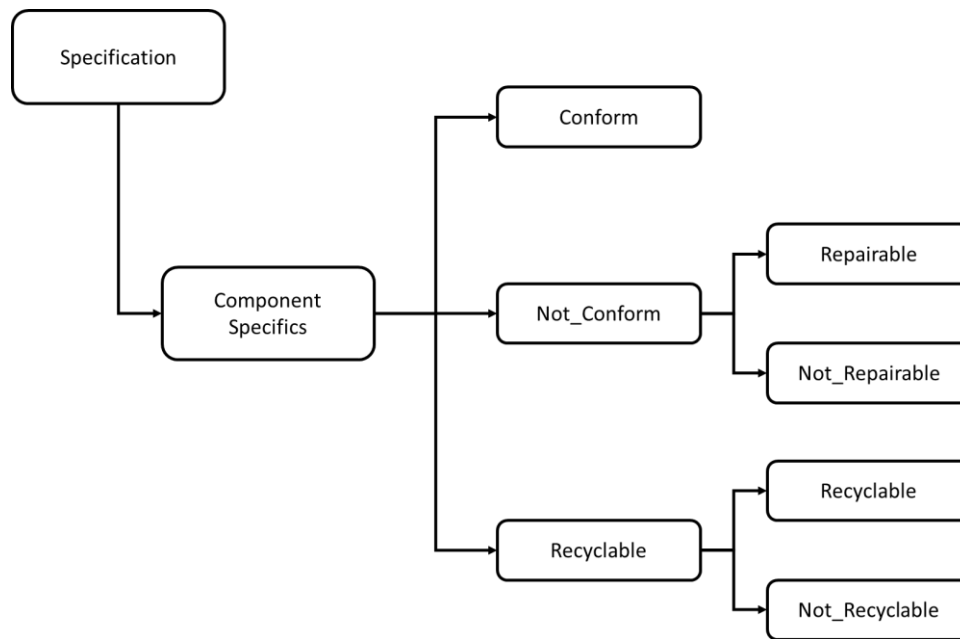 Specification
Conform
Repairable
Component
Specifics
Not_Conform
Not_Repairable
Recyclable
Recyclable
Not_Recyclable